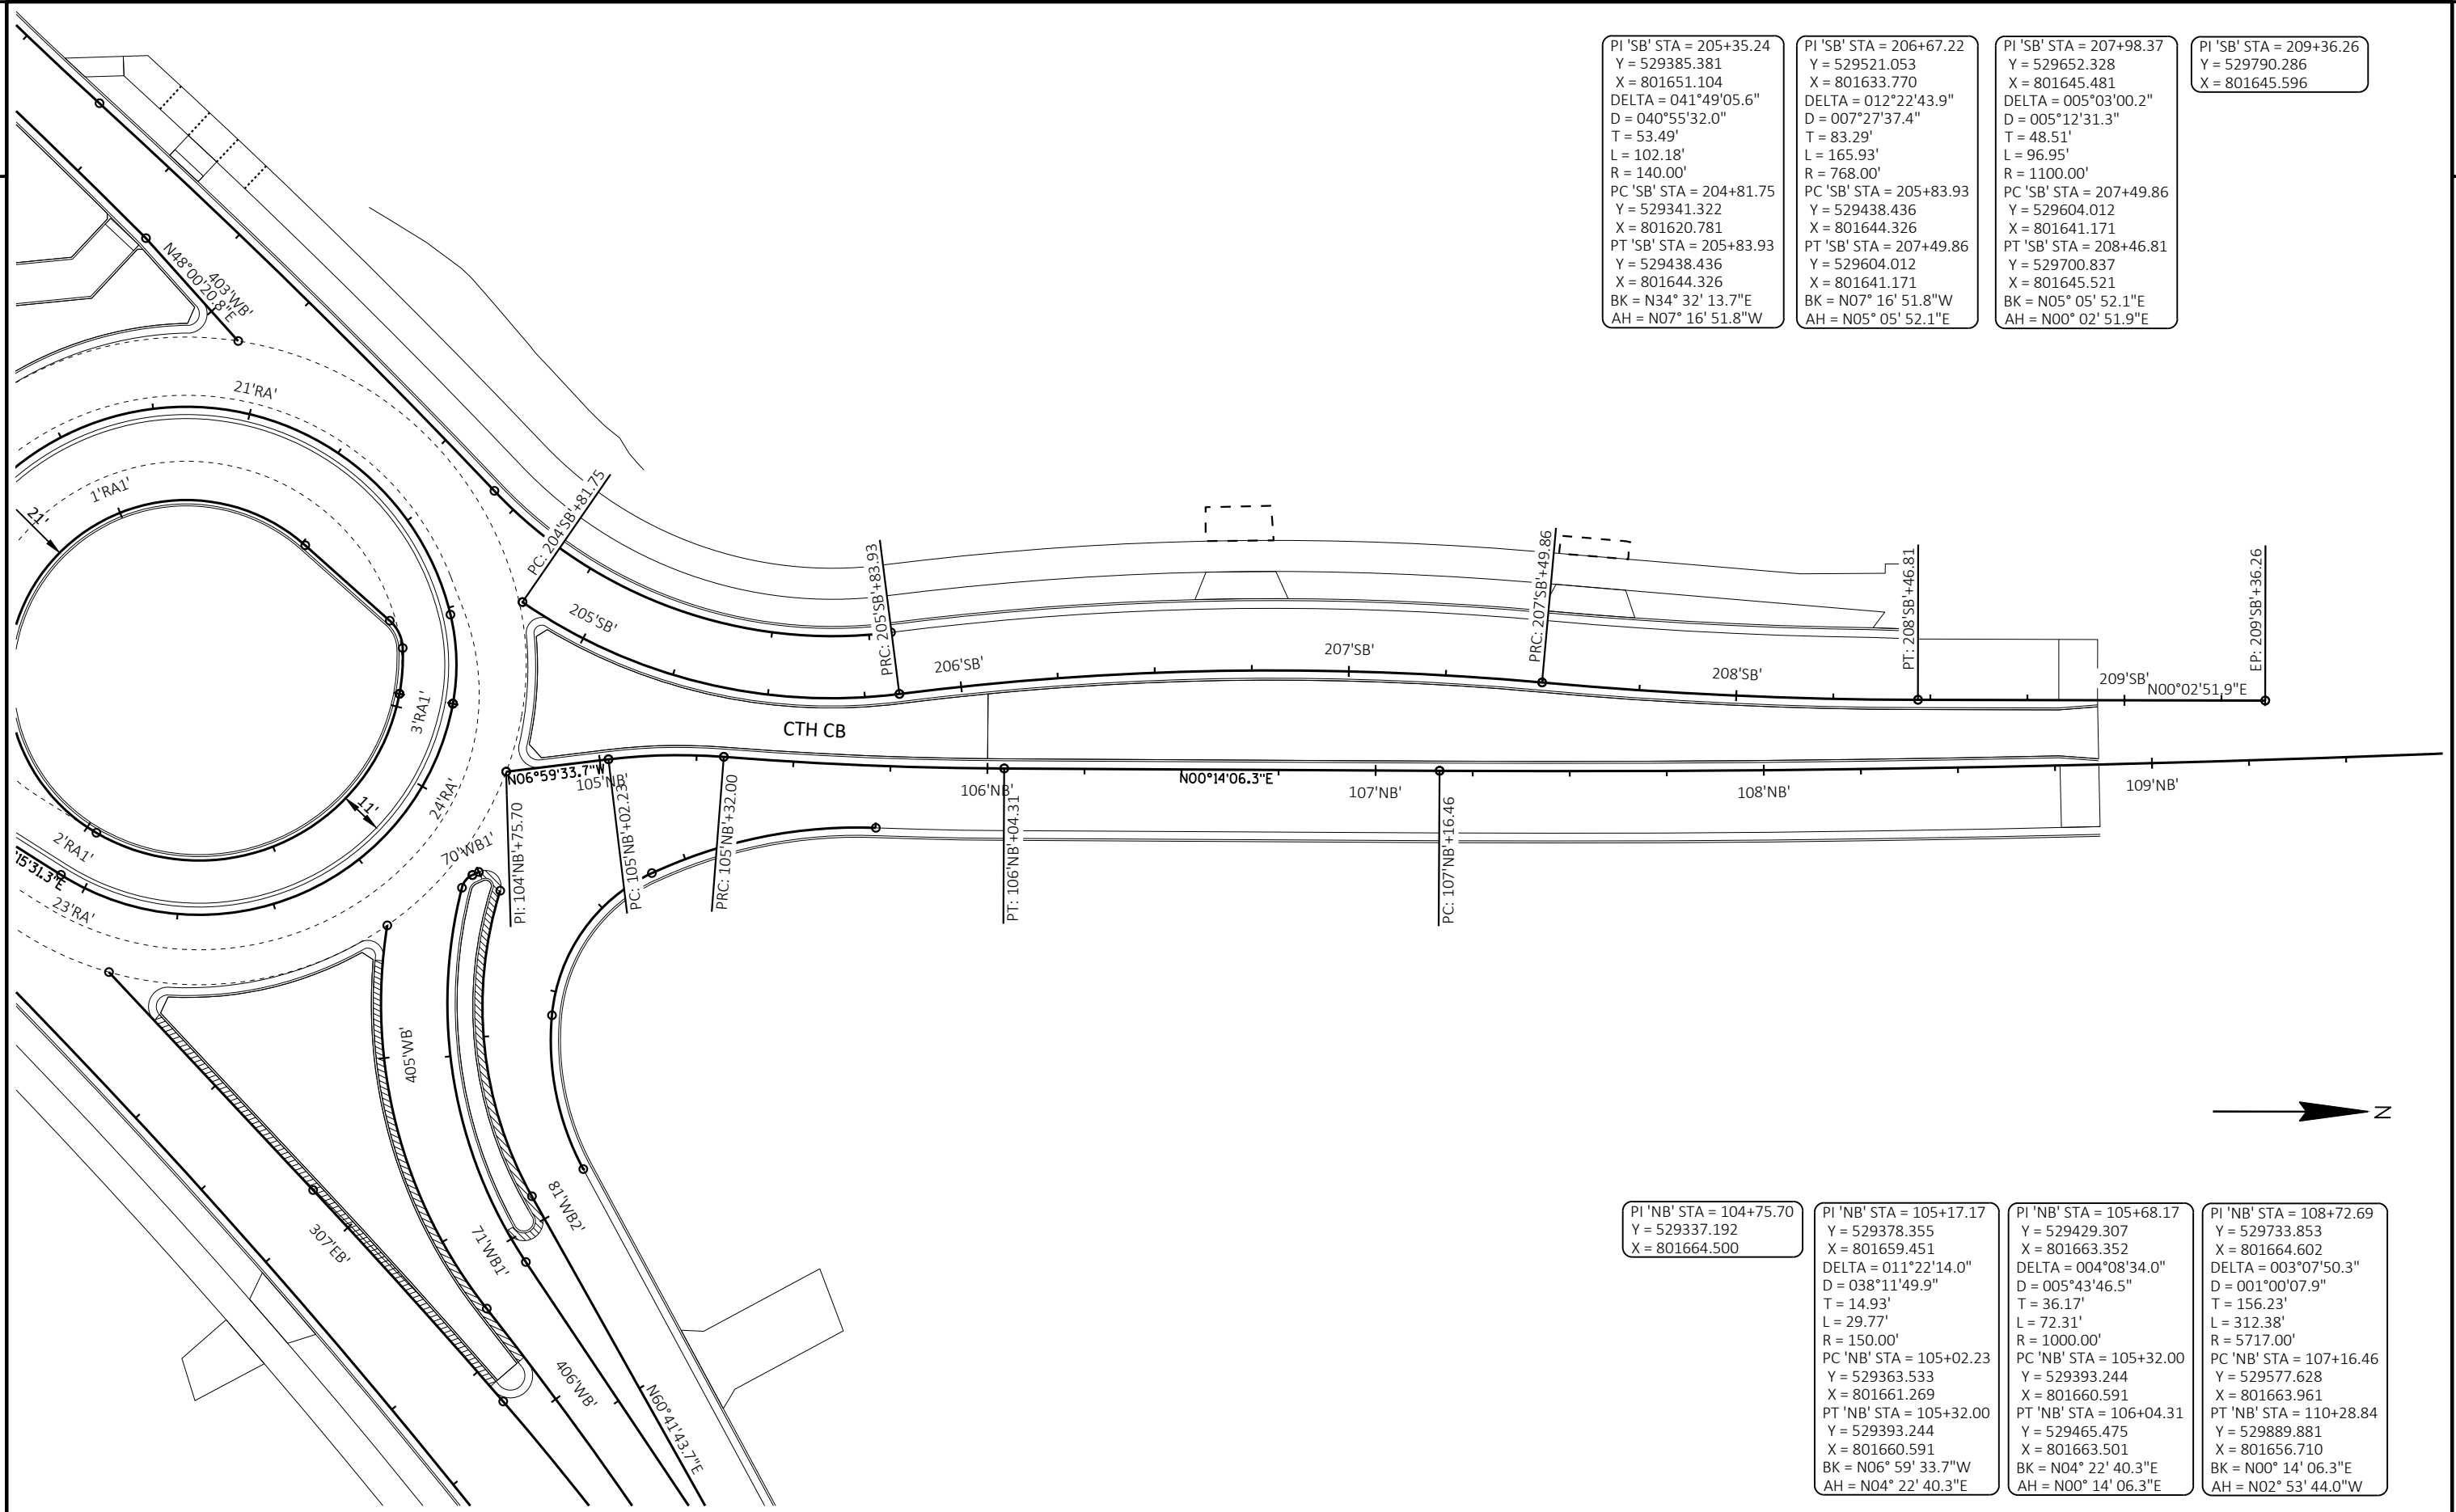 PI 'SB' STA = 205+35.24
Y = 529385.381
X = 801651.104
DELTA = 041°49'05.6"
D = 040°55'32.0"
T = 53.49'
L = 102.18'
R = 140.00'
PC 'SB' STA = 204+81.75
Y = 529341.322
X = 801620.781
PT 'SB' STA = 205+83.93
Y = 529438.436
X = 801644.326
BK = N34° 32' 13.7"E
AH = N07° 16' 51.8"W
PI 'SB' STA = 206+67.22
Y = 529521.053
X = 801633.770
DELTA = 012°22'43.9"
D = 007°27'37.4"
T = 83.29'
L = 165.93'
R = 768.00'
PC 'SB' STA = 205+83.93
Y = 529438.436
X = 801644.326
PT 'SB' STA = 207+49.86
Y = 529604.012
X = 801641.171
BK = N07° 16' 51.8"W
AH = N05° 05' 52.1"E
PI 'SB' STA = 207+98.37
Y = 529652.328
X = 801645.481
DELTA = 005°03'00.2"
D = 005°12'31.3"
T = 48.51'
L = 96.95'
R = 1100.00'
PC 'SB' STA = 207+49.86
Y = 529604.012
X = 801641.171
PT 'SB' STA = 208+46.81
Y = 529700.837
X = 801645.521
BK = N05° 05' 52.1"E
AH = N00° 02' 51.9"E
PI 'SB' STA = 209+36.26
Y = 529790.286
X = 801645.596
N48°00'20.8"E
403'WB'
21'RA'
1'RA1'
21'
3'RA1'
24'RA'
11'
2'RA1'
15'31.3"E
23'RA'
70'WB1'
PC: 204'SB'+81.75
205'SB'
PRC: 205'SB'+83.93
206'SB'
207'SB'
PRC: 207'SB'+49.86
208'SB'
PT: 208'SB'+46.81
209'SB'
N00°02'51.9"E
EP: 209'SB'+36.26
CTH CB
N06°59'33.7"W
105'NB'
PI: 104'NB'+75.70
PC: 105'NB'+02.23
PRC: 105'NB'+32.00
106'NB'
PT: 106'NB'+04.31
N00°14'06.3"E
107'NB'
PC: 107'NB'+16.46
108'NB'
109'NB'
405'WB'
307'EB'
71'WB1'
81'WB2'
406'WB'
N60°41'43.7"E
N
PI 'NB' STA = 104+75.70
Y = 529337.192
X = 801664.500
PI 'NB' STA = 105+17.17
Y = 529378.355
X = 801659.451
DELTA = 011°22'14.0"
D = 038°11'49.9"
T = 14.93'
L = 29.77'
R = 150.00'
PC 'NB' STA = 105+02.23
Y = 529363.533
X = 801661.269
PT 'NB' STA = 105+32.00
Y = 529393.244
X = 801660.591
BK = N06° 59' 33.7"W
AH = N04° 22' 40.3"E
PI 'NB' STA = 105+68.17
Y = 529429.307
X = 801663.352
DELTA = 004°08'34.0"
D = 005°43'46.5"
T = 36.17'
L = 72.31'
R = 1000.00'
PC 'NB' STA = 105+32.00
Y = 529393.244
X = 801660.591
PT 'NB' STA = 106+04.31
Y = 529465.475
X = 801663.501
BK = N04° 22' 40.3"E
AH = N00° 14' 06.3"E
PI 'NB' STA = 108+72.69
Y = 529733.853
X = 801664.602
DELTA = 003°07'50.3"
D = 001°00'07.9"
T = 156.23'
L = 312.38'
R = 5717.00'
PC 'NB' STA = 107+16.46
Y = 529577.628
X = 801663.961
PT 'NB' STA = 110+28.84
Y = 529889.881
X = 801656.710
BK = N00° 14' 06.3"E
AH = N02° 53' 44.0"W